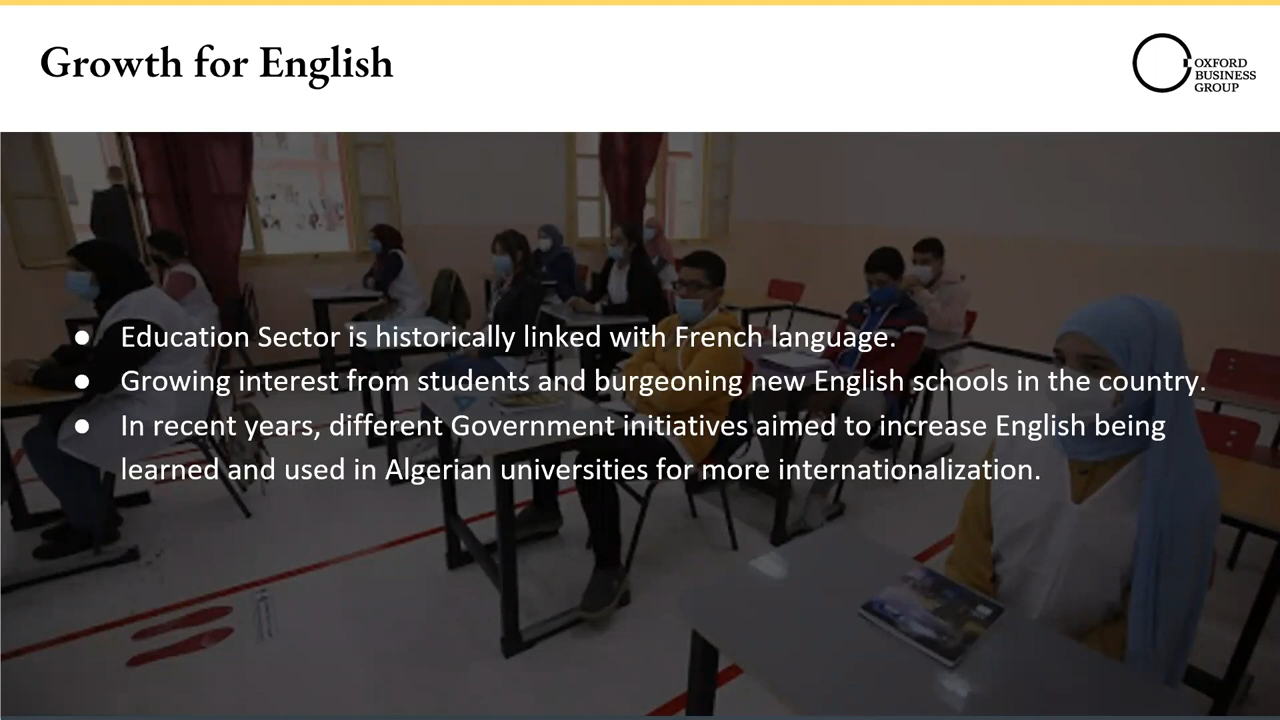 Growth for English
OXFORD
BUSINESS
GROUP
● Education Sector is historically linked with French language.
● Growing interest from students and burgeoning new English schools in the country.
● In recent years, different Government initiatives aimed to increase English being
learned and used in Algerian universities for more internationalization.